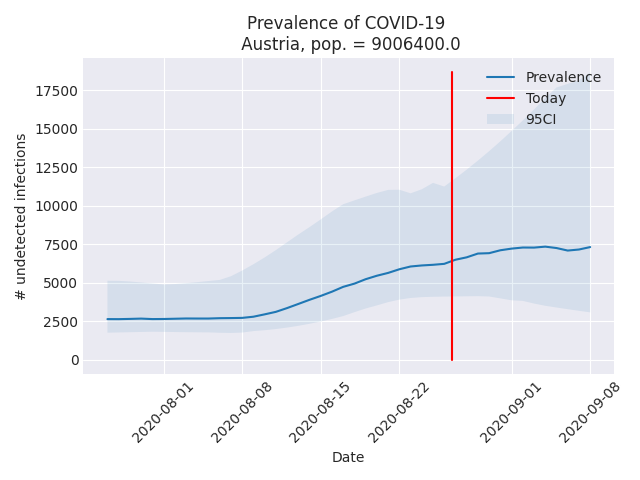 Prevalence of COVID-19
Austria, pop. = 9006400.0
# undetected infections
17500
15000
12500
10000
7500
5000
2500
0
Prevalence
Today
95CI
2020-08-01
2020-08-08
2020-08-15
2020-08-22
2020-09-01
2020-09-08
Date